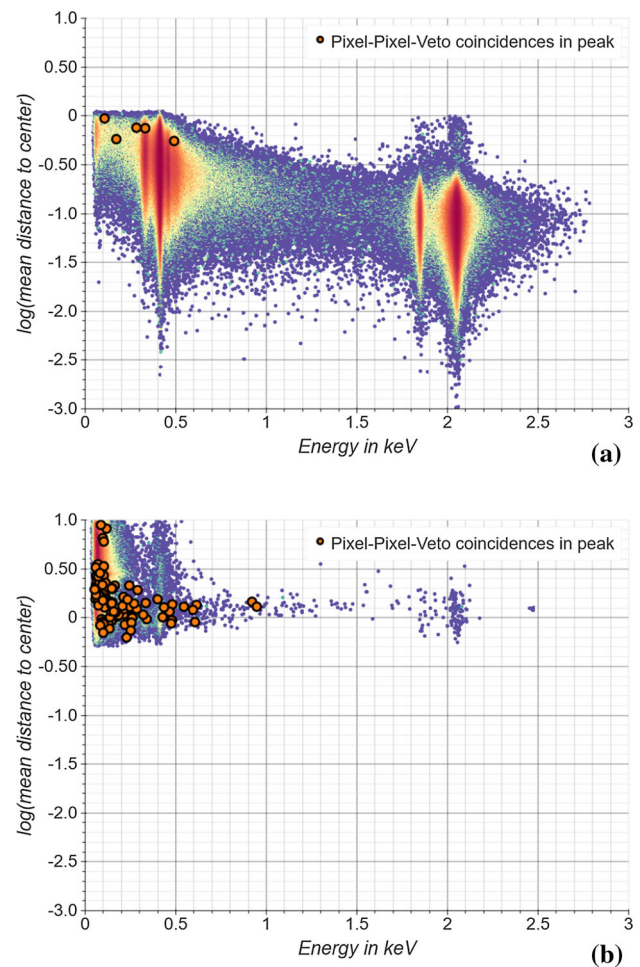 1.0
Pixel-Pixel-Veto coincidences in peak
0.50
0
-0.50
-1.0
-1.5
-2.0
-2.5
-3.0
log(mean distance to center)
0 0.5 1 1.5 2 2.5 3
Energy in keV
(a)
1.0
Pixel-Pixel-Veto coincidences in peak
0.50
0
-0.50
-1.0
-1.5
-2.0
-2.5
-3.0
log(mean distance to center)
0 0.5 1 1.5 2 2.5 3
Energy in keV
(b)